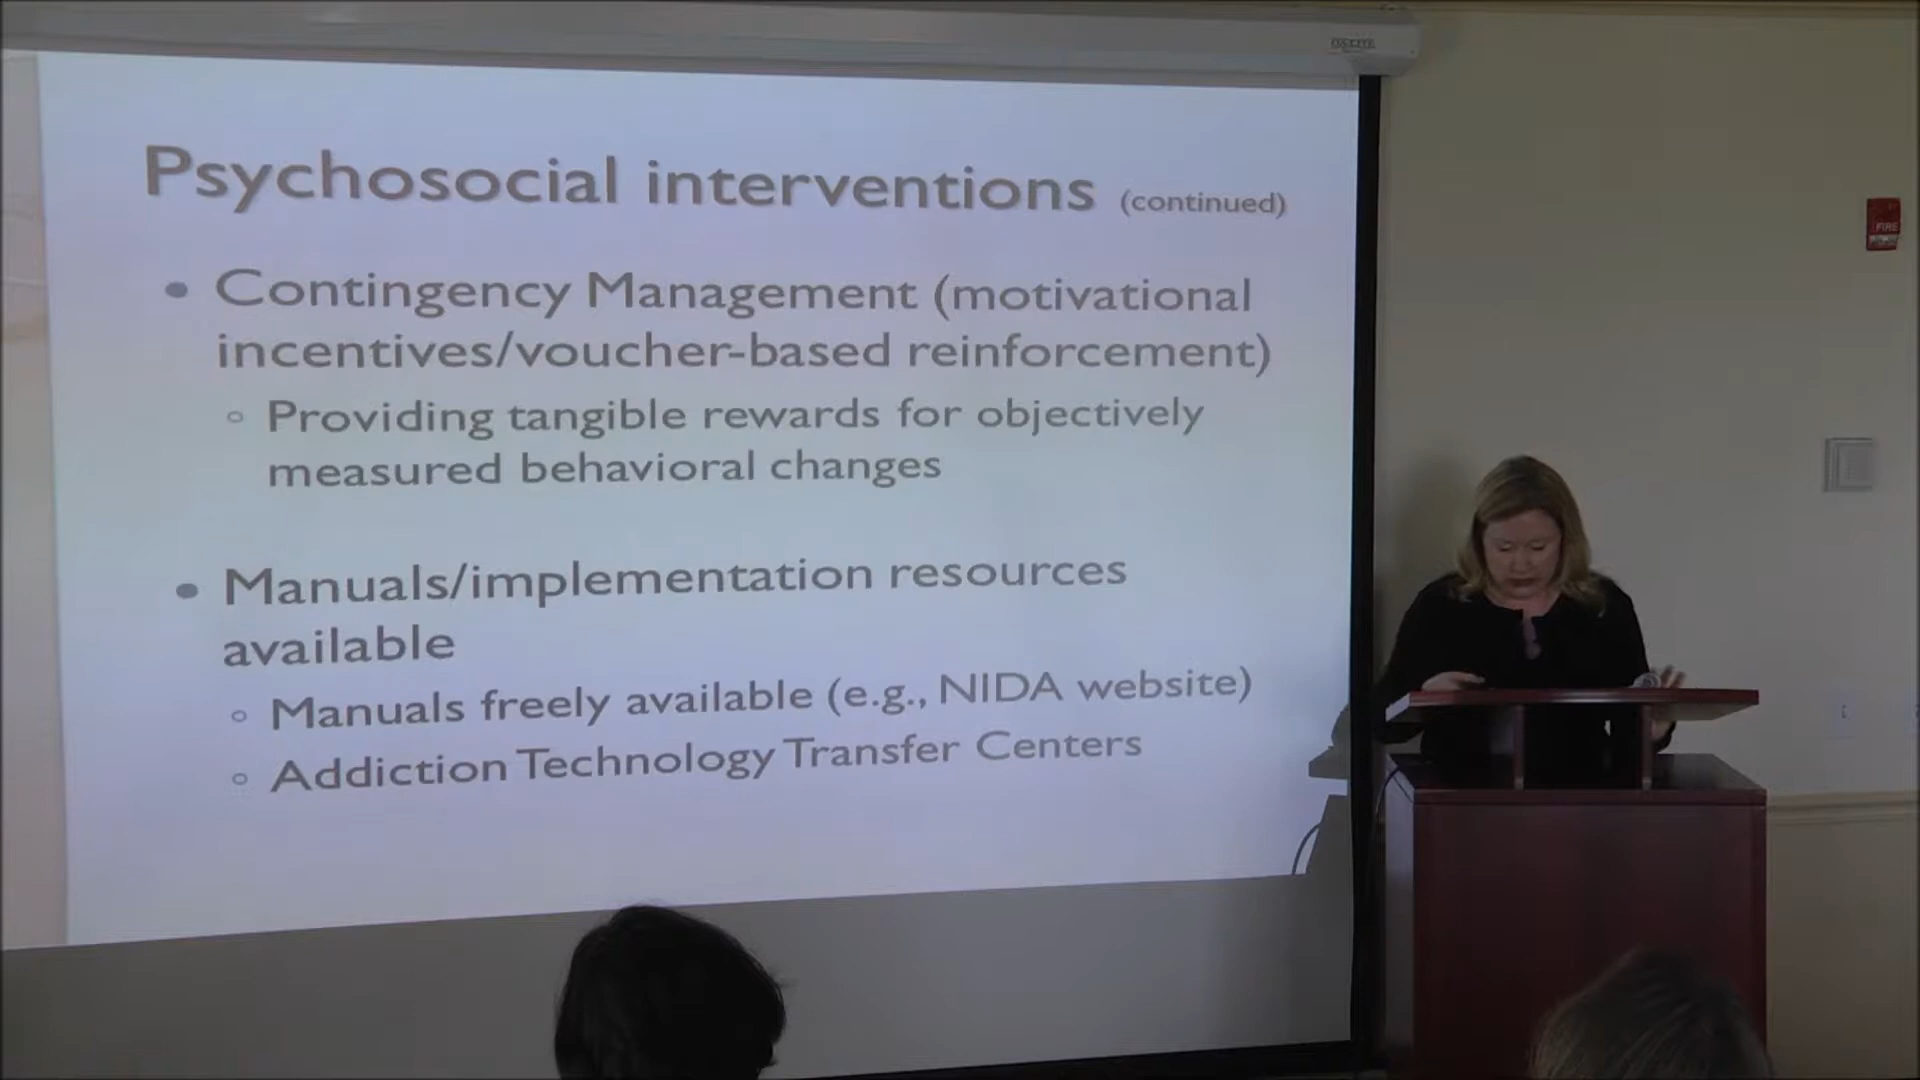 Psychosocial interventions (continued)
• Contingency Management (motivational
incentives/voucher-based reinforcement)
○ Providing tangible rewards for objectively
measured behavioral changes
• Manuals/implementation resources
available
○ Manuals freely available (e.g., NIDA website)
○ Addiction Technology Transfer Centers
FIRE